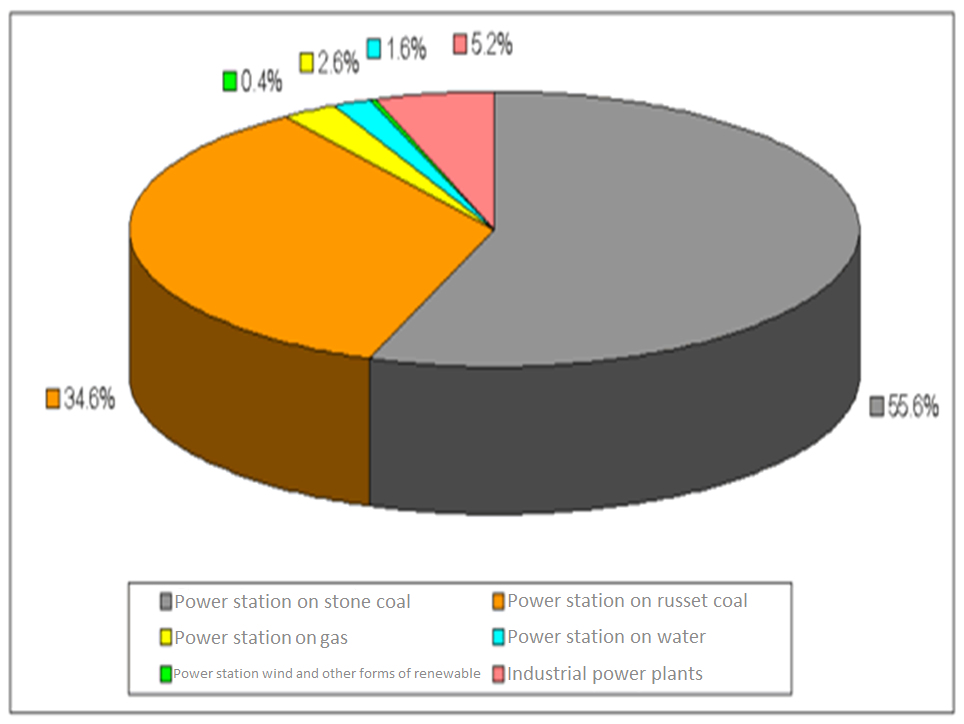 5.2%
1.6%
2.6%
0.4%
34.6%
55.6%
Power station on stone coal
Power station on russet coal
Power station on gas
Power station on water
Power station wind and other forms of renewable
Industrial power plants